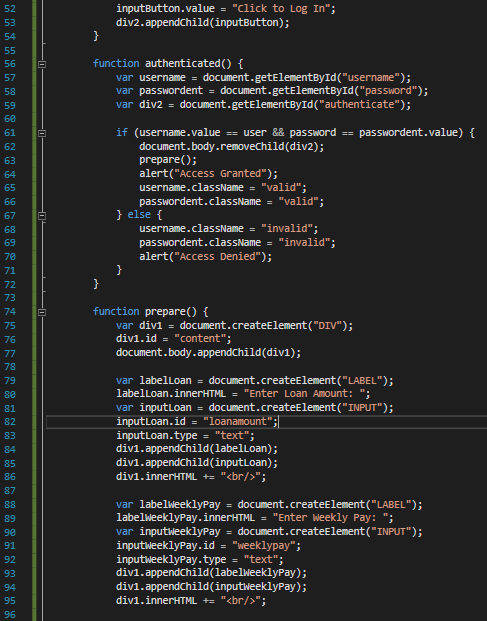 52 inputButton.value = "Click to Log In";
53 div2.appendChild(inputButton);
54 }
55
56 function authenticated() {
57 var username = document.getElementById("username");
58 var passwordent = document.getElementById("password");
59 var div2 = document.getElementById("authenticate");
60
61 if (username.value == user && password == passwordent.value) {
62 document.body.removeChild(div2);
63 prepare();
64 alert("Access Granted");
65 username.className = "valid";
66 passwordent.className = "valid";
67 } else {
68 username.className = "invalid";
69 passwordent.className = "invalid";
70 alert("Access Denied");
71 }
72 }
73
74 function prepare() {
75 var div1 = document.createElement("DIV");
76 div1.id = "content";
77 document.body.appendChild(div1);
78
79 var labelLoan = document.createElement("LABEL");
80 labelLoan.innerHTML = "Enter Loan Amount: ";
81 var inputLoan = document.createElement("INPUT");
82 inputLoan.id = "loanamount";
83 inputLoan.type = "text";
84 div1.appendChild(labelLoan);
85 div1.appendChild(inputLoan);
86 div1.innerHTML += "<br/>";
87
88 var labelWeeklyPay = document.createElement("LABEL");
89 labelWeeklyPay.innerHTML = "Enter Weekly Pay: ";
90 var inputWeeklyPay = document.createElement("INPUT");
91 inputWeeklyPay.id = "weeklypay";
92 inputWeeklyPay.type = "text";
93 div1.appendChild(labelWeeklyPay);
94 div1.appendChild(inputWeeklyPay);
95 div1.innerHTML += "<br/>";
96